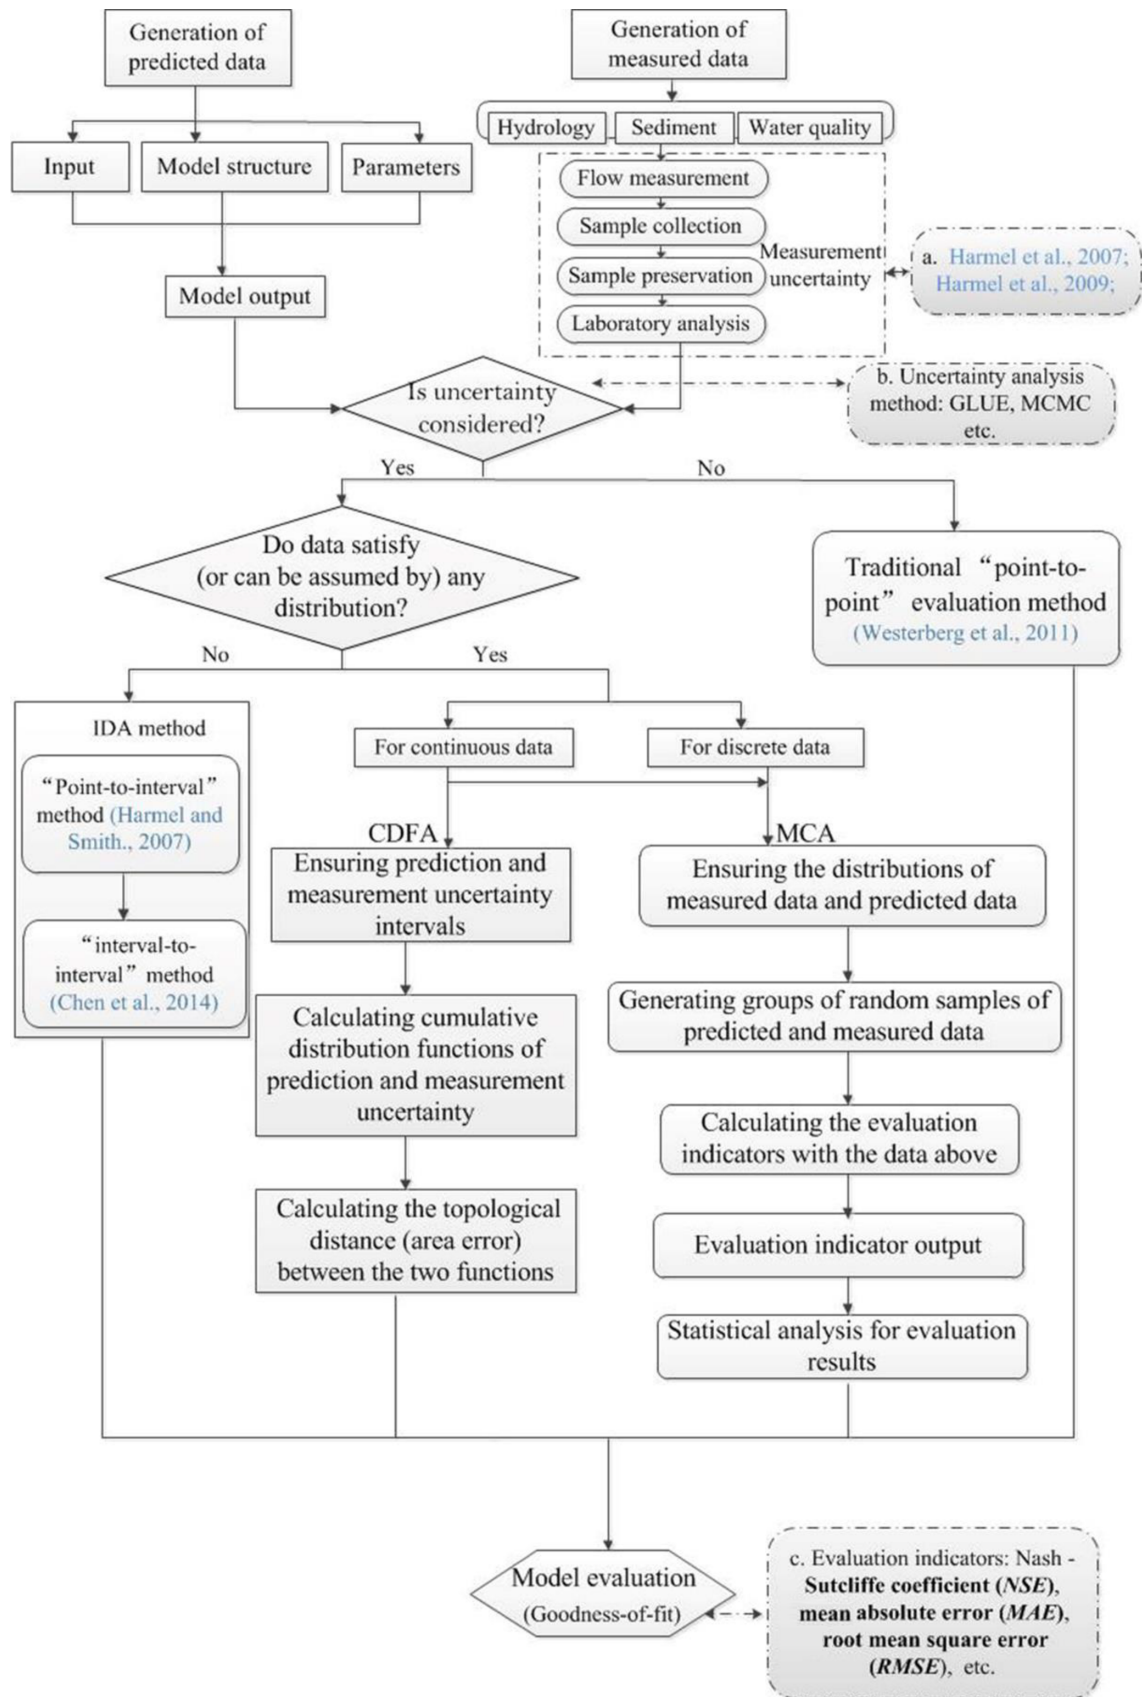 Generation of
predicted data
Generation of
measured data
Hydrology
Sediment
Water quality
Input
Model structure
Parameters
Flow measurement
Sample collection
Sample preservation
Laboratory analysis
Measurement
uncertainty
a. Harmel et al., 2007;
Harmel et al., 2009;
Model output
Is uncertainty
considered?
b. Uncertainty analysis
method: GLUE, MCMC
etc.
Yes
No
Do data satisfy
(or can be assumed by) any
distribution?
Traditional “point-to-
point” evaluation method
(Westerberg et al., 2011)
No
Yes
IDA method
“Point-to-interval”
method (Harmel and
Smith., 2007)
“interval-to-
interval” method
(Chen et al., 2014)
For continuous data
For discrete data
CDFA
MCA
Ensuring prediction and
measurement uncertainty
intervals
Calculating cumulative
distribution functions of
prediction and measurement
uncertainty
Calculating the topological
distance (area error)
between the two functions
Ensuring the distributions of
measured data and predicted data
Generating groups of random samples of
predicted and measured data
Calculating the evaluation
indicators with the data above
Evaluation indicator output
Statistical analysis for evaluation
results
Model evaluation
(Goodness-of-fit)
c. Evaluation indicators: Nash -
Sutcliffe coefficient (NSE),
mean absolute error (MAE),
root mean square error
(RMSE), etc.